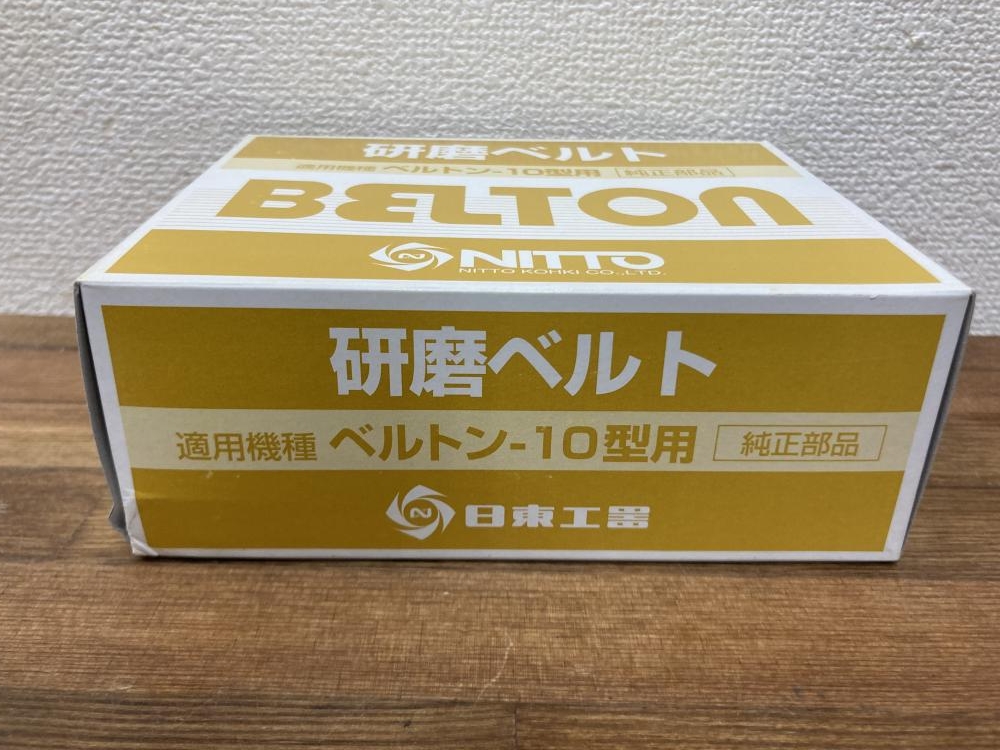 研磨ベルト
適用機種 ベルトン-10型用 純正部品
BELTON
NITTO
NITTO KOHKI CO.,LTD.
研磨ベルト
適用機種 ベルトン-10型用 純正部品
日東工器